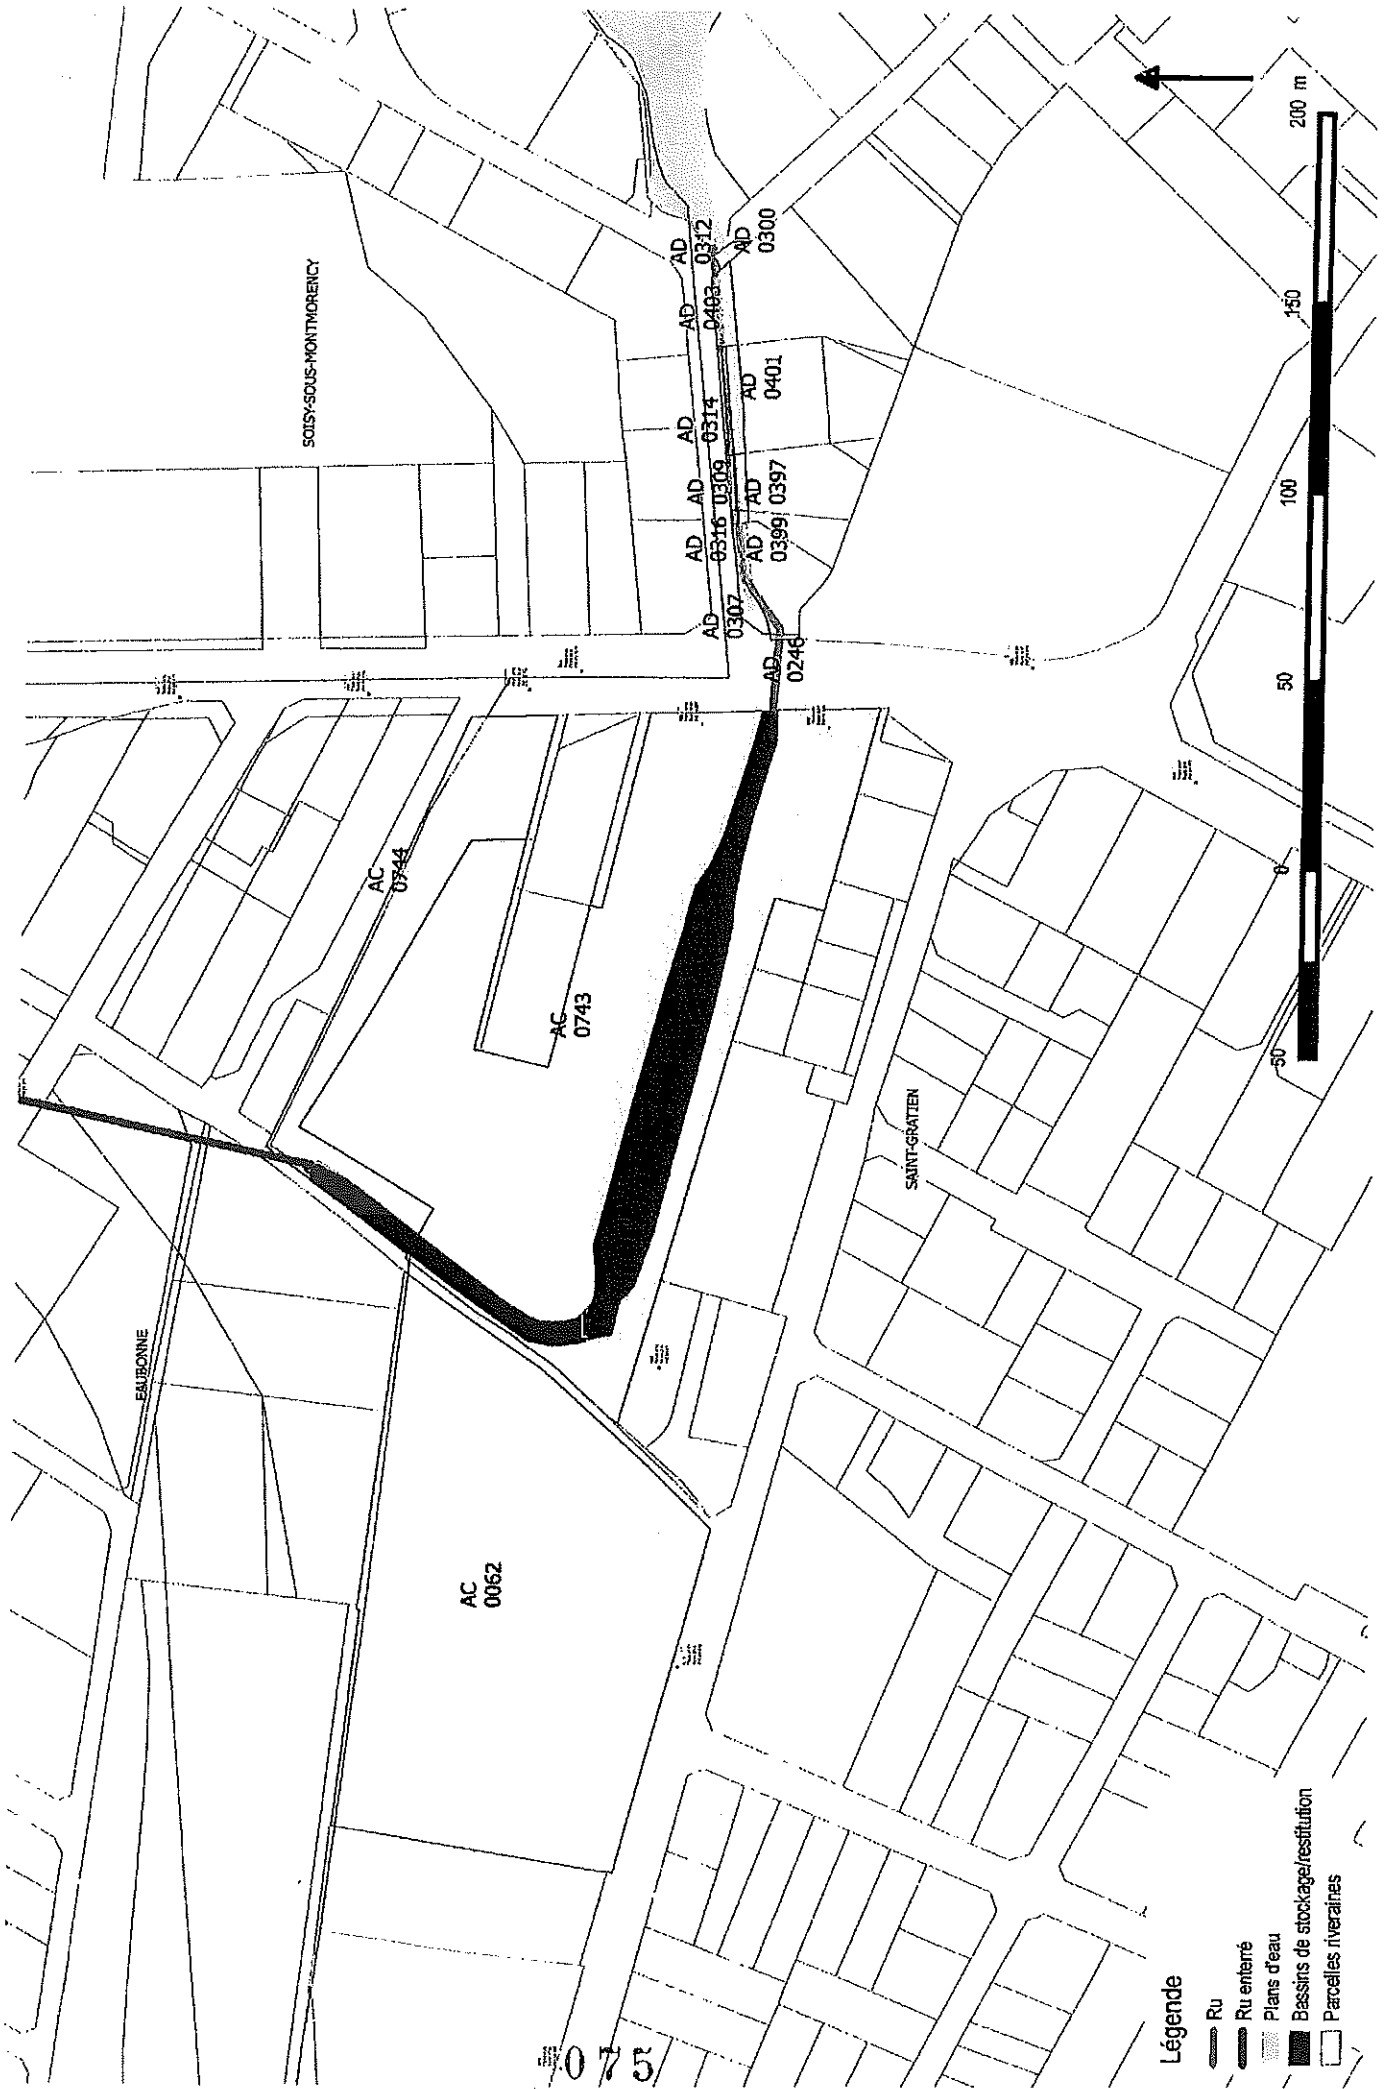 SOISY-SOUS-MONTMORENCY
EAUBONNE
SAINT-GRATIEN
AC
0744
AC
0743
AC
0062
AD
0312
AD
0300
AD
0403
AD
0401
AD
0314
AD
0309
AD
0397
AD
0316
AD
0399
AD
0307
AD
0246
50
0
50
100
150
200 m
Légende
Ru
Ru enterré
Plans d'eau
Bassins de stockage/restitution
Parcelles riveraines
075